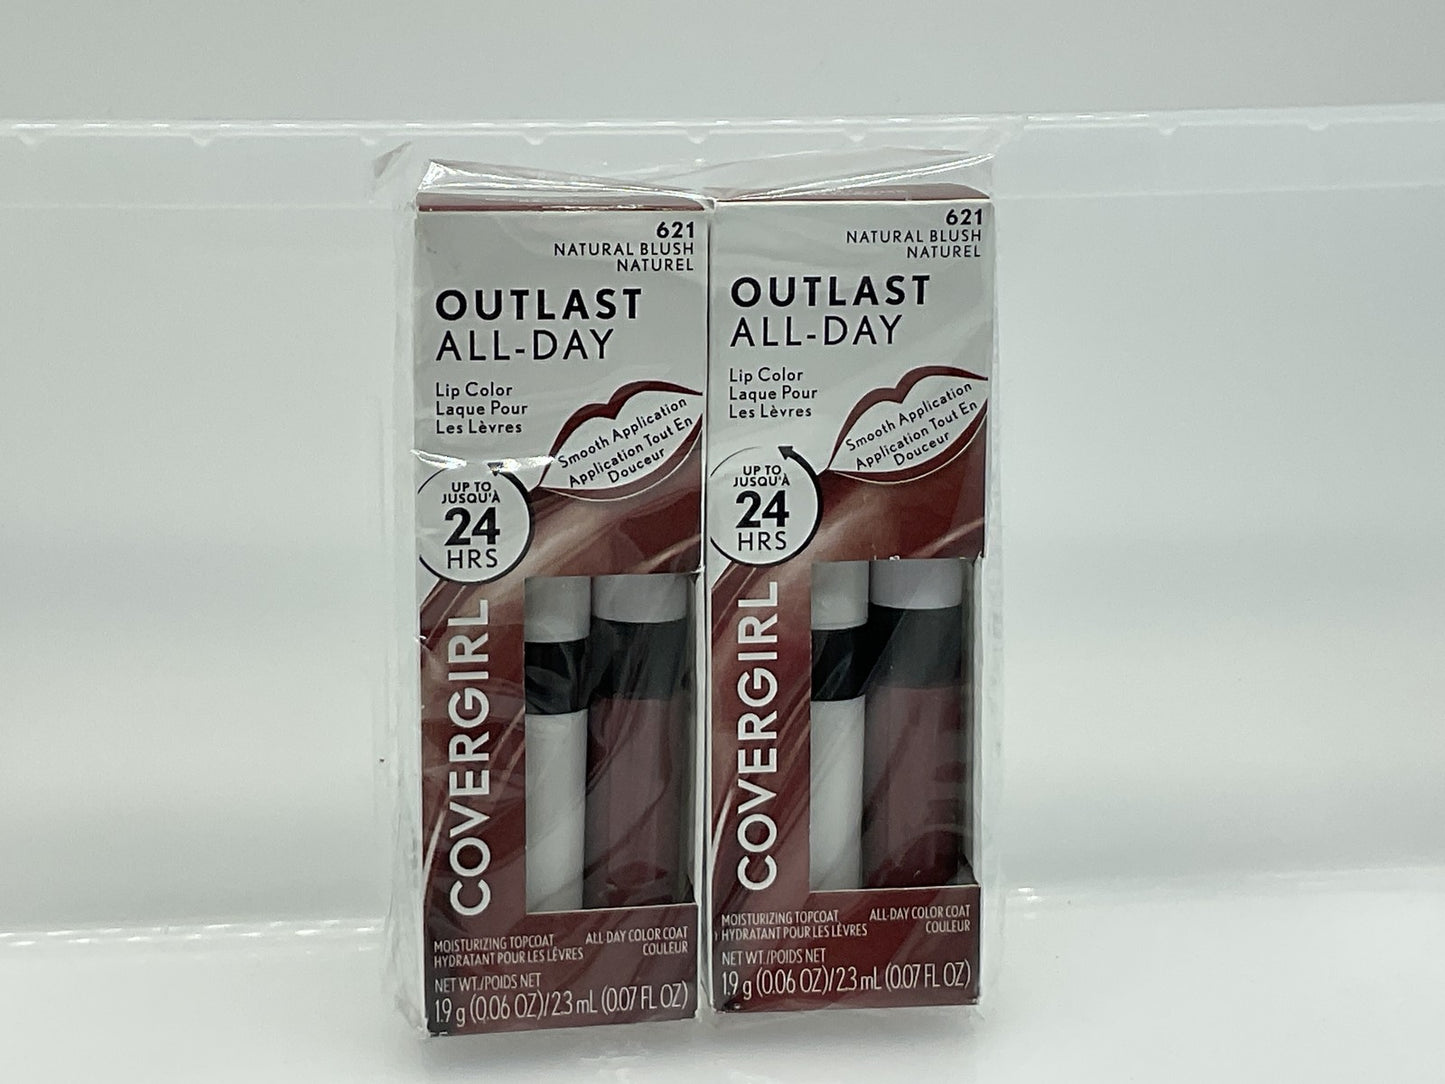 621
NATURAL BLUSH
NATUREL
OUTLAST
ALL-DAY
Lip Color
Laque Pour
Les Lèvres
Smooth Application
Application Tout En
Douceur
UP TO
JUSQU'À
24
HRS
COVERGIRL
MOISTURIZING TOPCOAT
HYDRATANT POUR LES LÈVRES
ALL-DAY COLOR COAT
COULEUR
NET WT./POIDS NET
1.9 g (0.06 OZ)/2.3 mL (0.07 FL OZ)
621
NATURAL BLUSH
NATUREL
OUTLAST
ALL-DAY
Lip Color
Laque Pour
Les Lèvres
Smooth Application
Application Tout En
Douceur
UP TO
JUSQU'À
24
HRS
COVERGIRL
MOISTURIZING TOPCOAT
HYDRATANT POUR LES LÈVRES
ALL-DAY COLOR COAT
COULEUR
NET WT./POIDS NET
1.9 g (0.06 OZ)/2.3 mL (0.07 FL OZ)